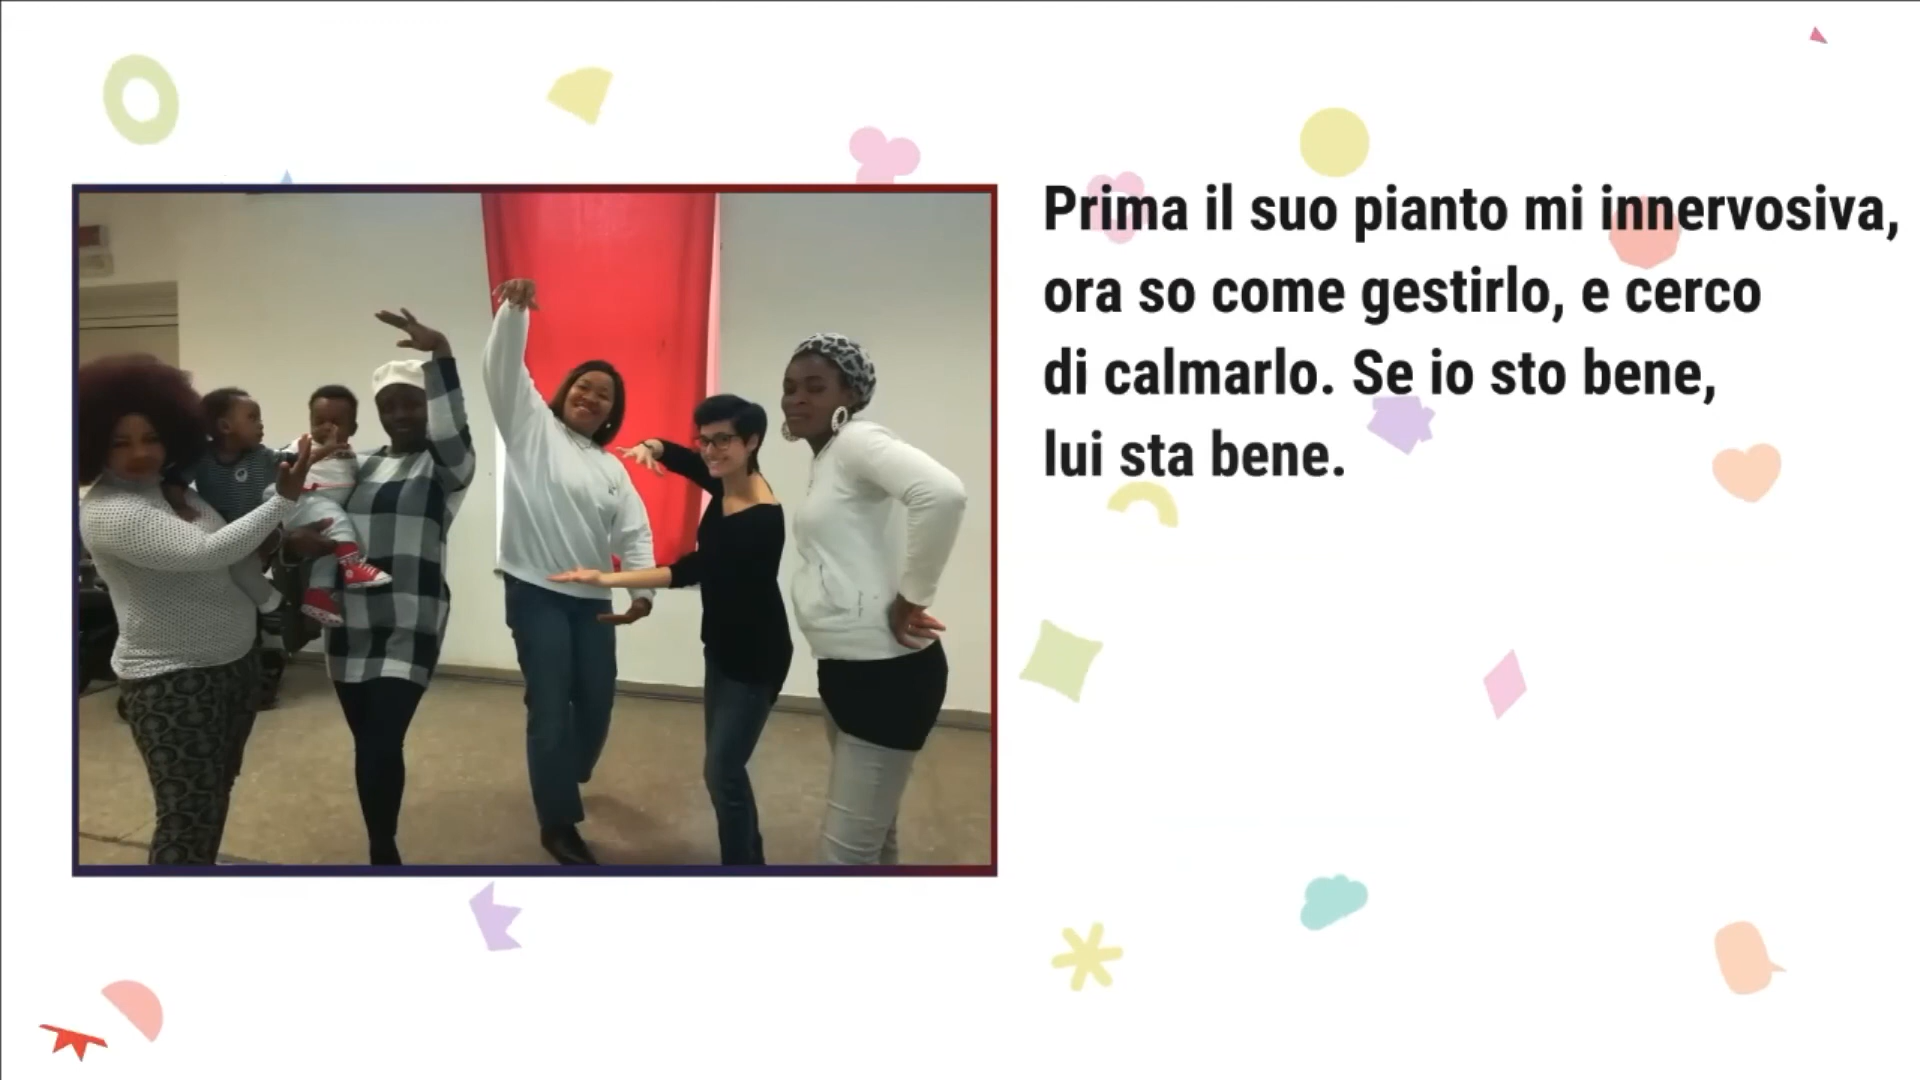 Prima il suo pianto mi innervosiva,
ora so come gestirlo, e cerco
di calmarlo. Se io sto bene,
lui sta bene.